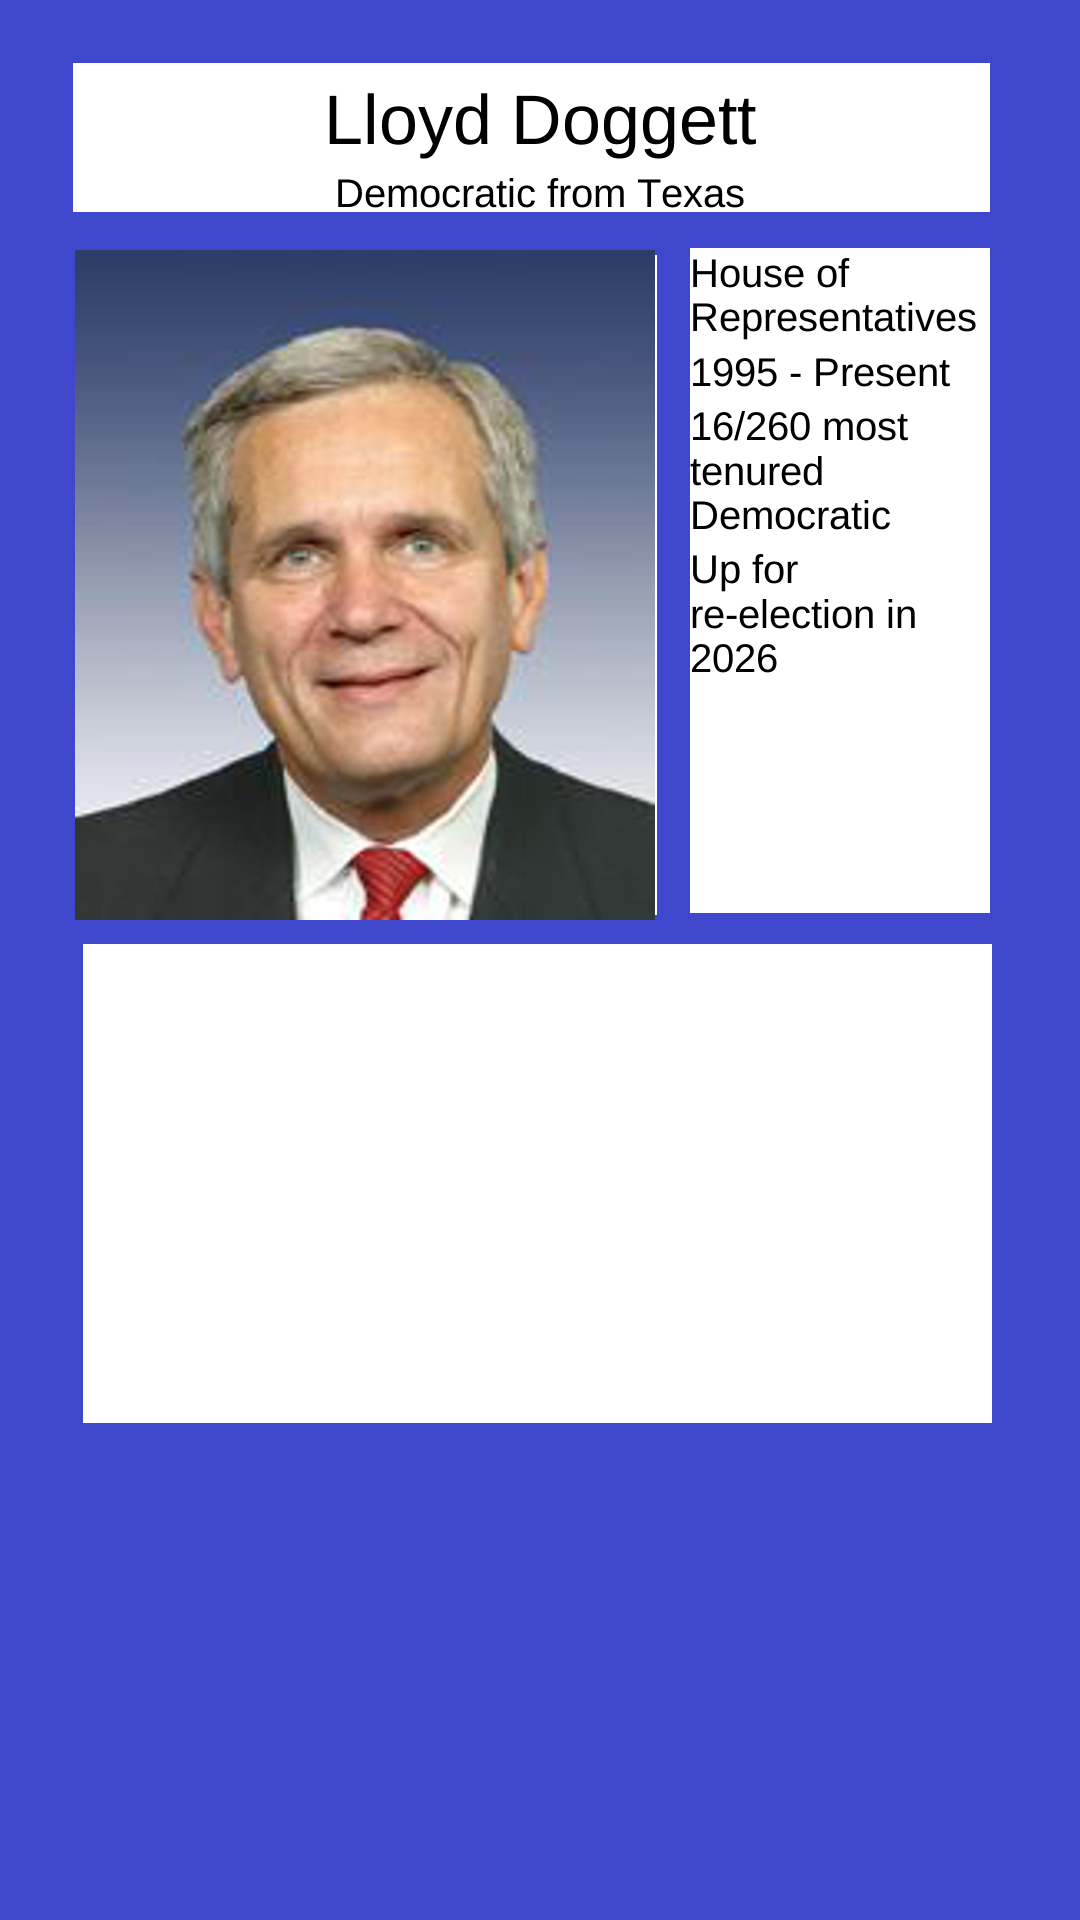 Lloyd Doggett
Democratic from Texas
House of
Representatives
1995 - Present
16/260 most
tenured
Democratic
Up for
re-election in
2026